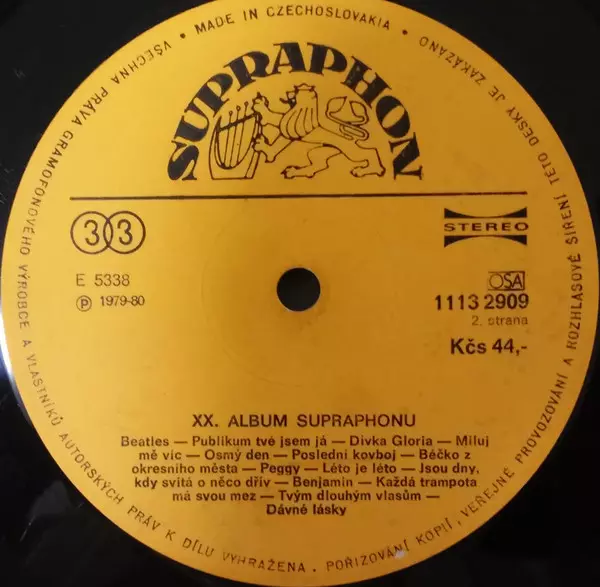 VŠECHNA PRÁVA GRAMOFONOVÉHO VÝROBCE A VLASTNÍKŮ AUTORSKÝCH PRÁV K DÍLU VYHRAŽENA • POŘIZOVÁNÍ KOPIÍ, VEŘEJNÉ PROVOZOVÁNÍ A ROZHLASOVÉ ŠÍŘENÍ TÉTO DESKY JE ZAKÁZÁNO
• MADE IN CZECHOSLOVAKIA •
SUPRAPHON
33
STEREO
E 5338
OSA
Ⓟ 1979-80
1113 2909
2. strana
Kčs 44,-
XX. ALBUM SUPRAPHONU
Beatles — Publikum tvé jsem já — Dívka Gloria — Miluj
mě víc — Osmý den — Poslední kovboj — Béčko z
okresního města — Peggy — Léto je léto — Jsou dny,
kdy svítá o něco dřív — Benjamin — Každá trampota
má svou mez — Tvým dlouhým vlasům —
Dávné lásky